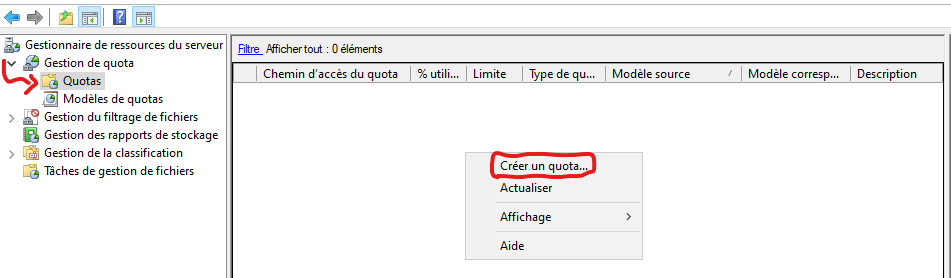 Gestionnaire de ressources du serveur
Gestion de quota
Quotas
Modèles de quotas
Gestion du filtrage de fichiers
Gestion des rapports de stockage
Gestion de la classification
Tâches de gestion de fichiers
Filtre Afficher tout : 0 éléments
Chemin d'accès du quota % utili... Limite Type de qu... Modèle source Modèle corresp... Description
Créer un quota...
Actualiser
Affichage
Aide